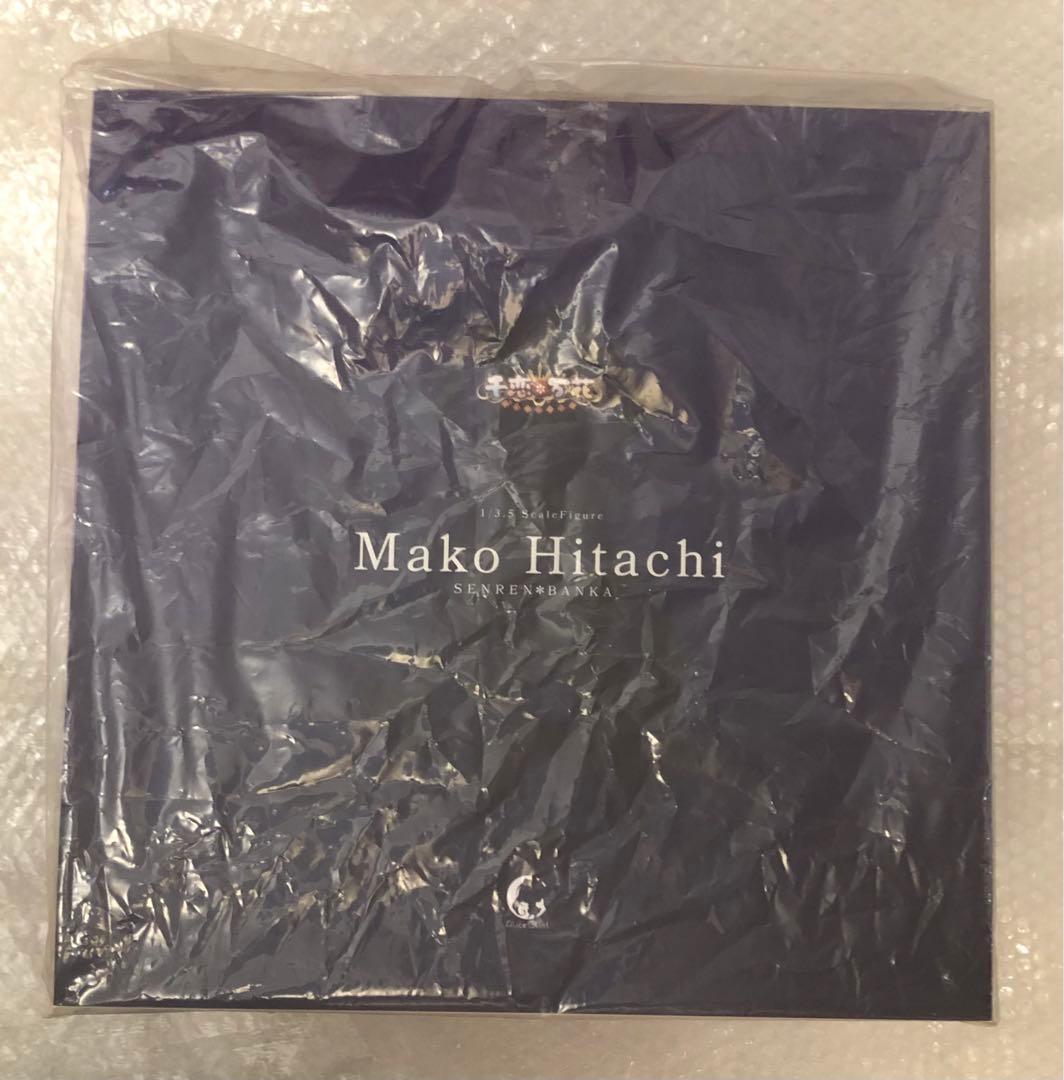 千恋*万花
1/3.5 ScaleFigure
Mako Hitachi
SENREN*BANKA